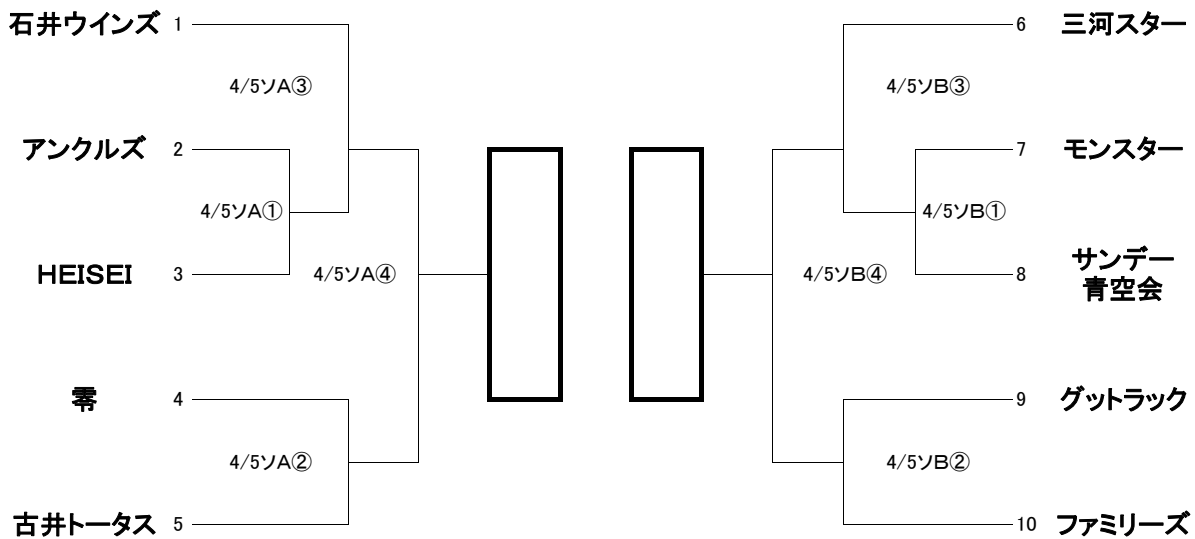 石井ウインズ 1
4/5ソA③
アンクルズ 2
4/5ソA①
HEISEI 3
4/5ソA④
零 4
4/5ソA②
古井トータス 5
6 三河スター
4/5ソB③
7 モンスター
4/5ソB①
8 サンデー
青空会
4/5ソB④
9 グットラック
4/5ソB②
10 ファミリーズ